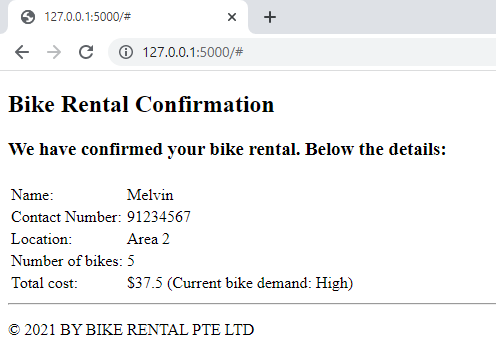 127.0.0.1:5000/#
127.0.0.1:5000/#
Bike Rental Confirmation
We have confirmed your bike rental. Below the details:
Name: Melvin
Contact Number: 91234567
Location: Area 2
Number of bikes: 5
Total cost: $37.5 (Current bike demand: High)
© 2021 BY BIKE RENTAL PTE LTD